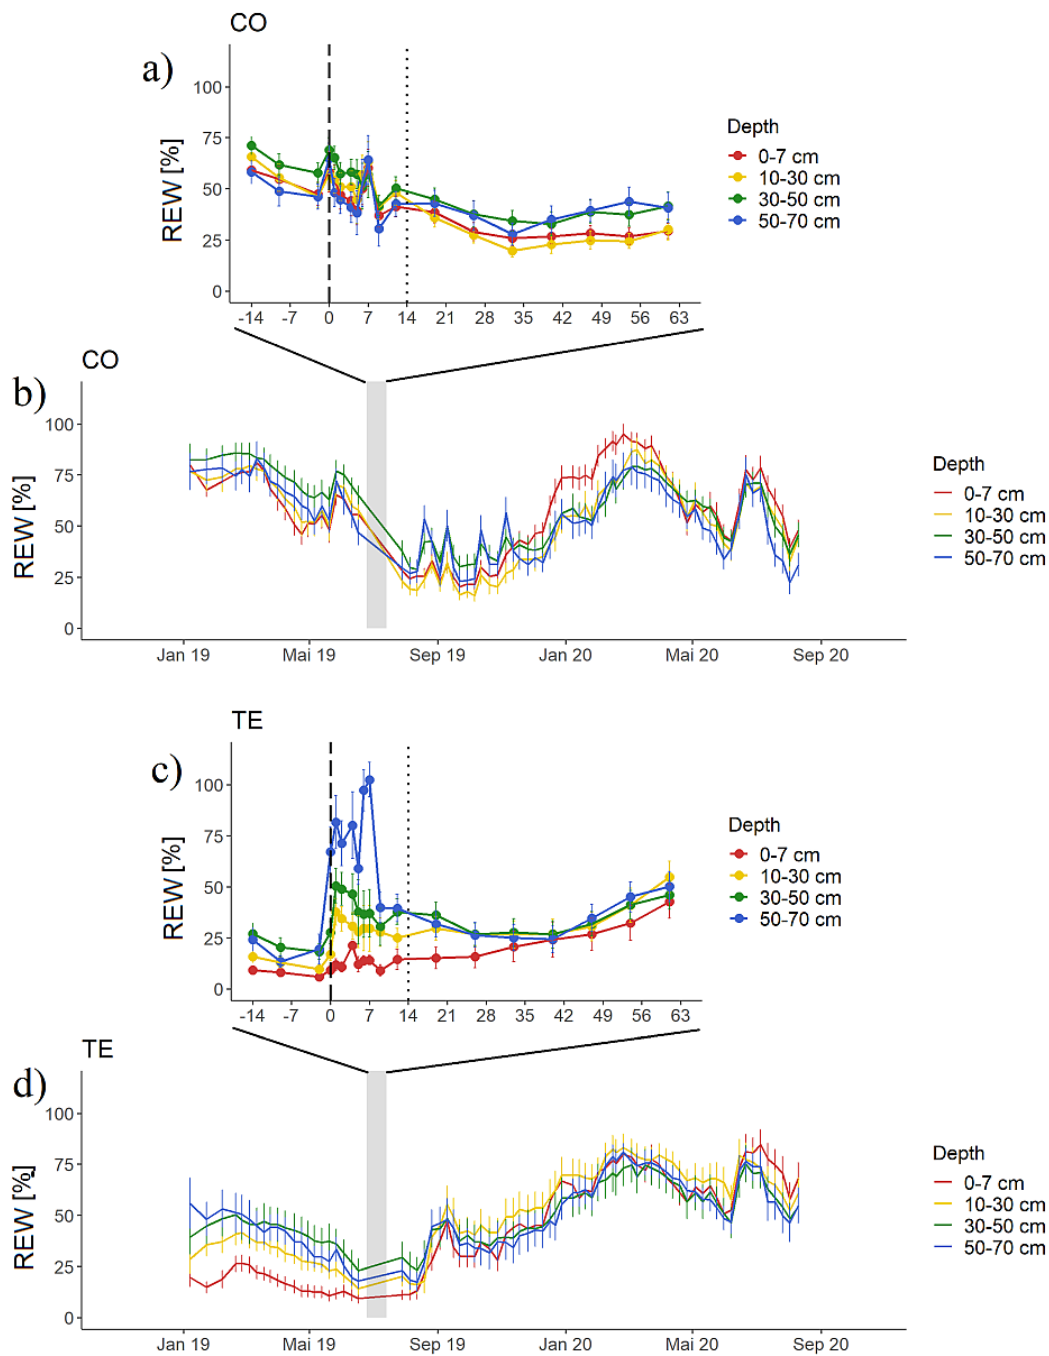 CO
a)
REW [%]
100
75
50
25
0
-14 -7 0 7 14 21 28 35 42 49 56 63
Depth
0-7 cm
10-30 cm
30-50 cm
50-70 cm
CO
b)
REW [%]
100
75
50
25
0
Jan 19 Mai 19 Sep 19 Jan 20 Mai 20 Sep 20
Depth
0-7 cm
10-30 cm
30-50 cm
50-70 cm
TE
c)
REW [%]
100
75
50
25
0
-14 -7 0 7 14 21 28 35 42 49 56 63
Depth
0-7 cm
10-30 cm
30-50 cm
50-70 cm
TE
d)
REW [%]
100
75
50
25
0
Jan 19 Mai 19 Sep 19 Jan 20 Mai 20 Sep 20
Depth
0-7 cm
10-30 cm
30-50 cm
50-70 cm